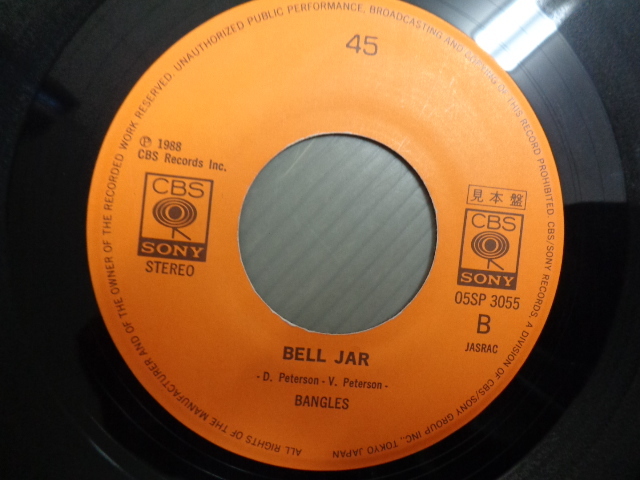 45
Ⓟ 1988
CBS Records Inc.
CBS
SONY
STEREO
見本盤
CBS
SONY
05SP 3055
B
JASRAC
BELL JAR
- D. Peterson - V. Peterson -
BANGLES
ALL RIGHTS OF THE MANUFACTURER AND OF THE OWNER OF THE RECORDED WORK RESERVED. UNAUTHORIZED PUBLIC PERFORMANCE, BROADCASTING AND COPYING OF THIS RECORD PROHIBITED. CBS/SONY RECORDS, A DIVISION OF CBS/SONY GROUP INC., TOKYO JAPAN